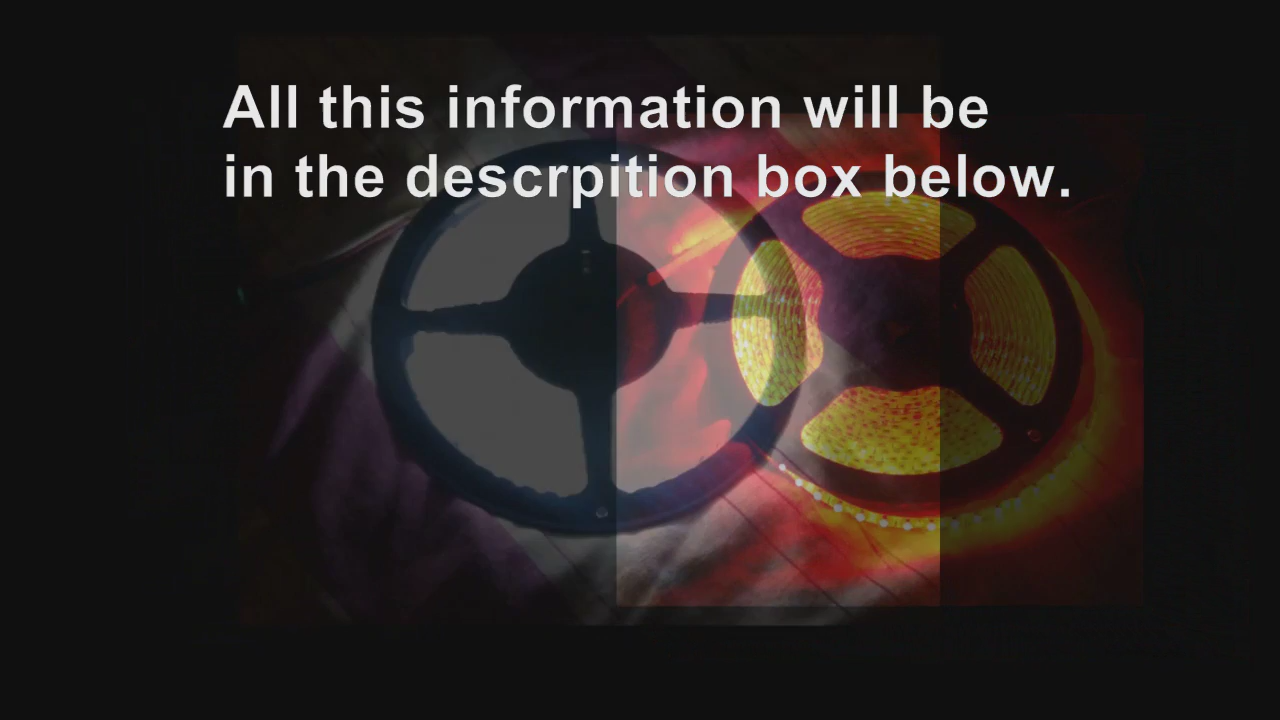 All this information will be
in the descrpition box below.